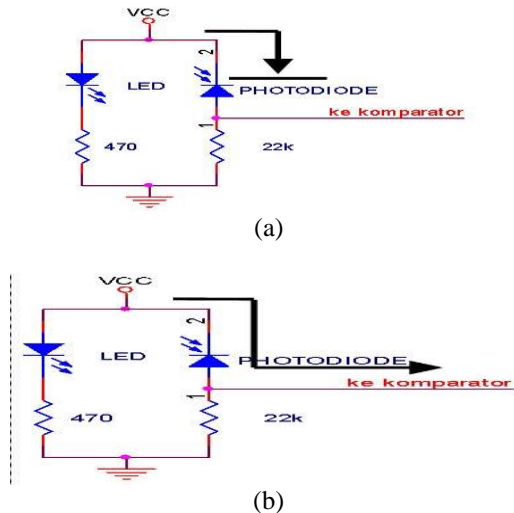 VCC
2
LED
PHOTODIODE
ke komparator
1
470
22k
(a)
VCC
2
LED
PHOTODIODE
ke komparator
1
470
22k
(b)